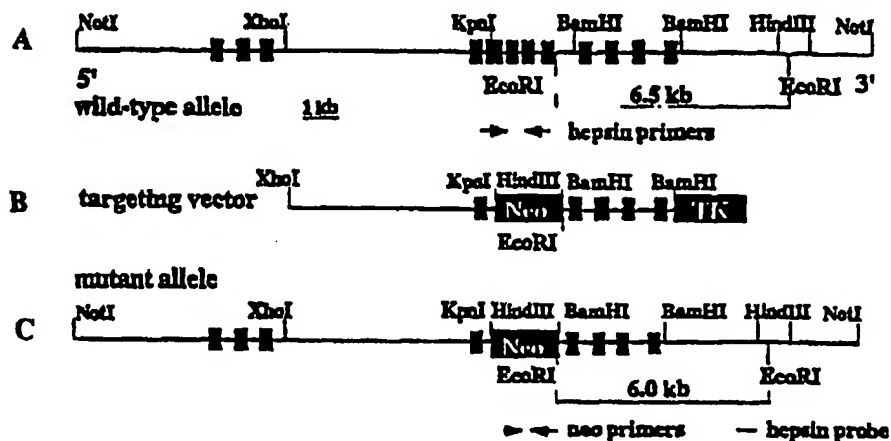 A NotI XhoI KpnI BamHI BamHI HindIII NotI
5' EcoRI 6.5 kb EcoRI 3'
wild-type allele 1 kb
hepsin primers
XhoI KpnI HindIII BamHI BamHI
B targeting vector Neo TK
EcoRI
mutant allele
NotI XhoI KpnI HindIII BamHI BamHI HindIII NotI
C Neo
EcoRI 6.0 kb EcoRI
neo primers hepsin probe